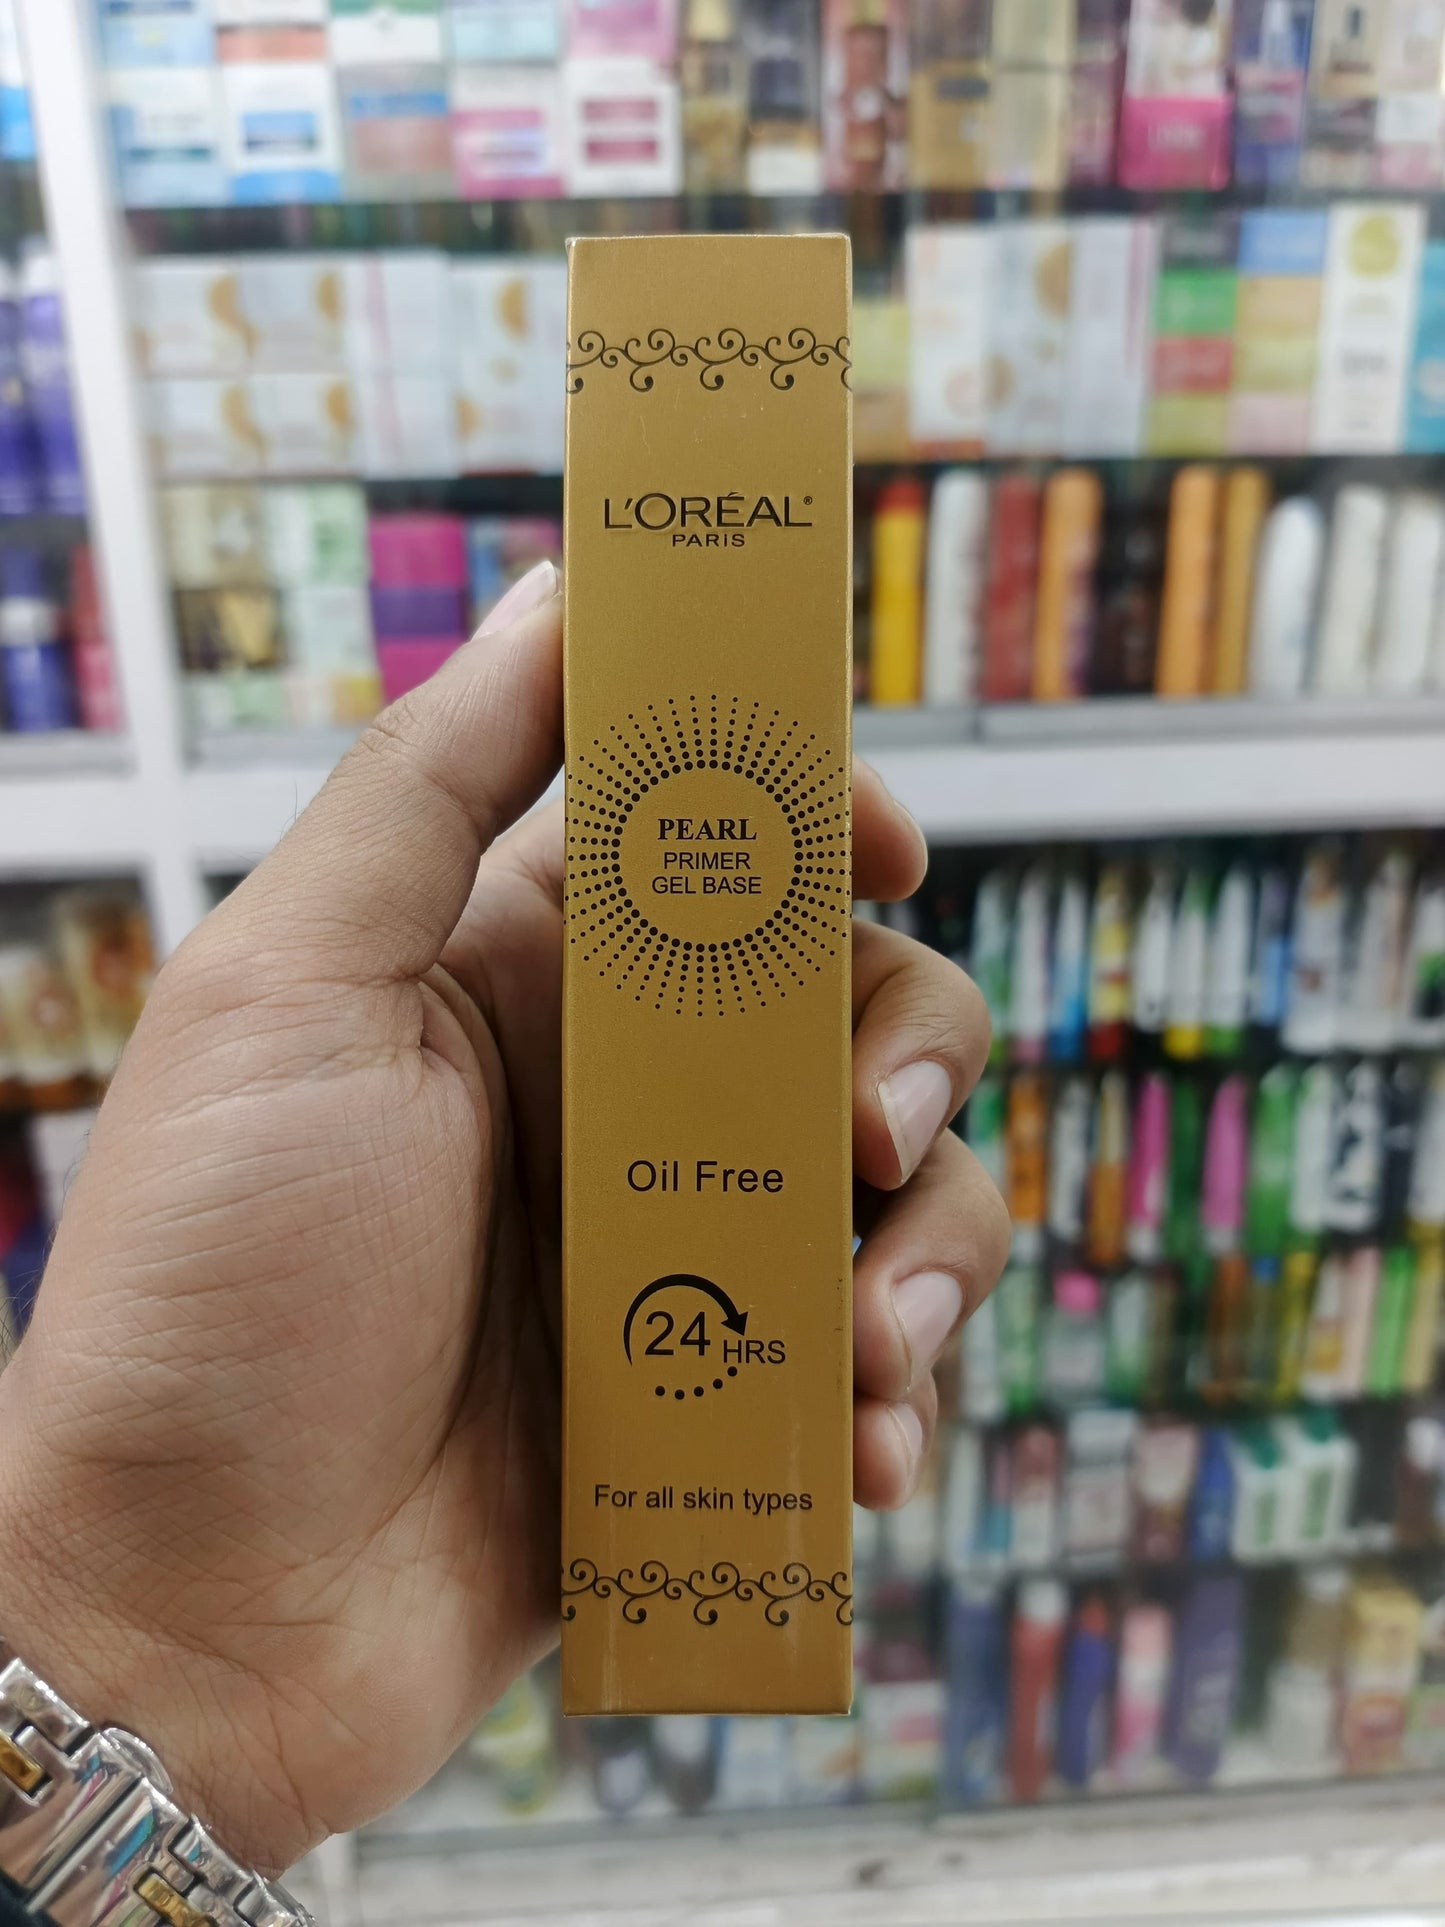 L'ORÉAL®
PARIS
PEARL
PRIMER
GEL BASE
Oil Free
24 HRS
For all skin types